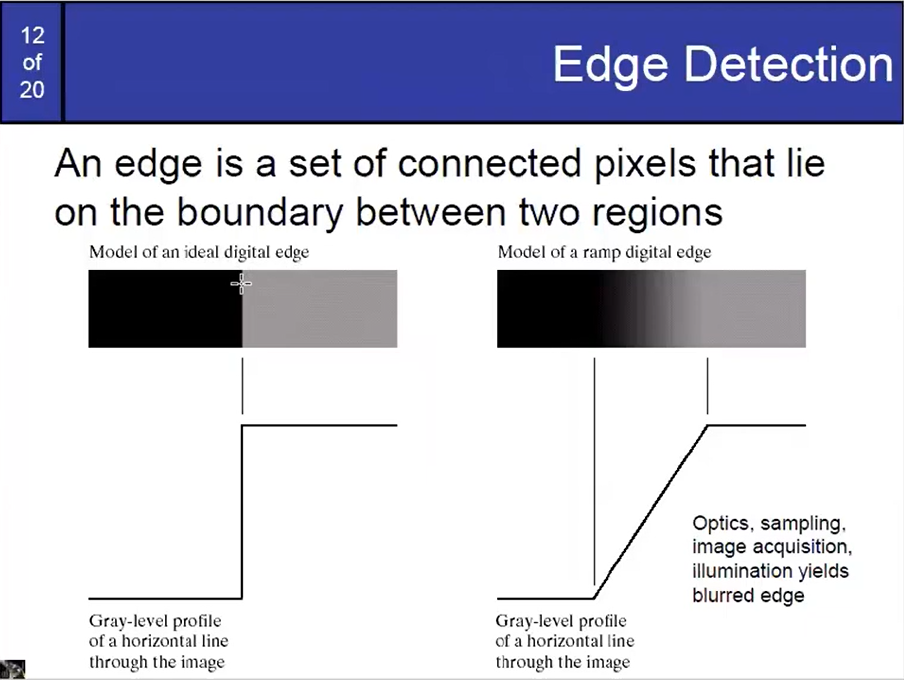 12
of
20
Edge Detection
An edge is a set of connected pixels that lie
on the boundary between two regions
Model of an ideal digital edge
Model of a ramp digital edge
Optics, sampling,
image acquisition,
illumination yields
blurred edge
Gray-level profile
of a horizontal line
through the image
Gray-level profile
of a horizontal line
through the image